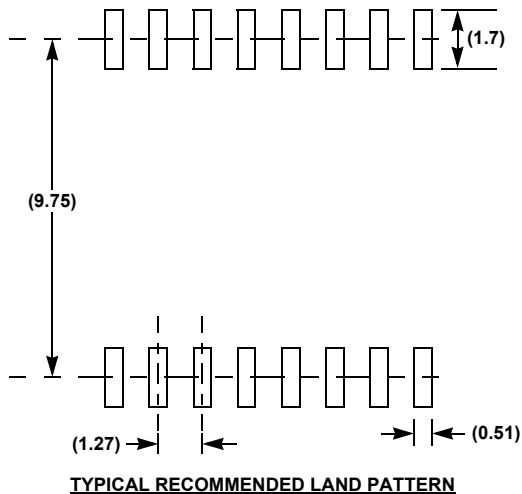 (1.7)
(9.75)
(1.27)
(0.51)
TYPICAL RECOMMENDED LAND PATTERN